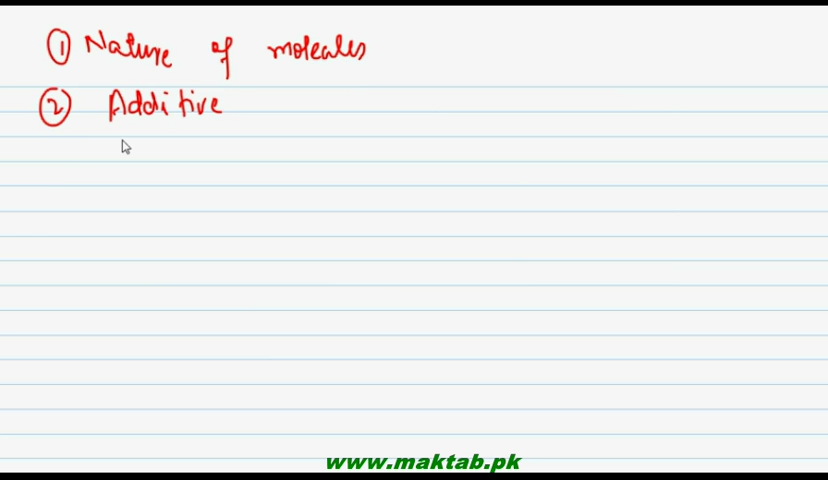 ① Nature of molecules
② Additive
www.maktab.pk